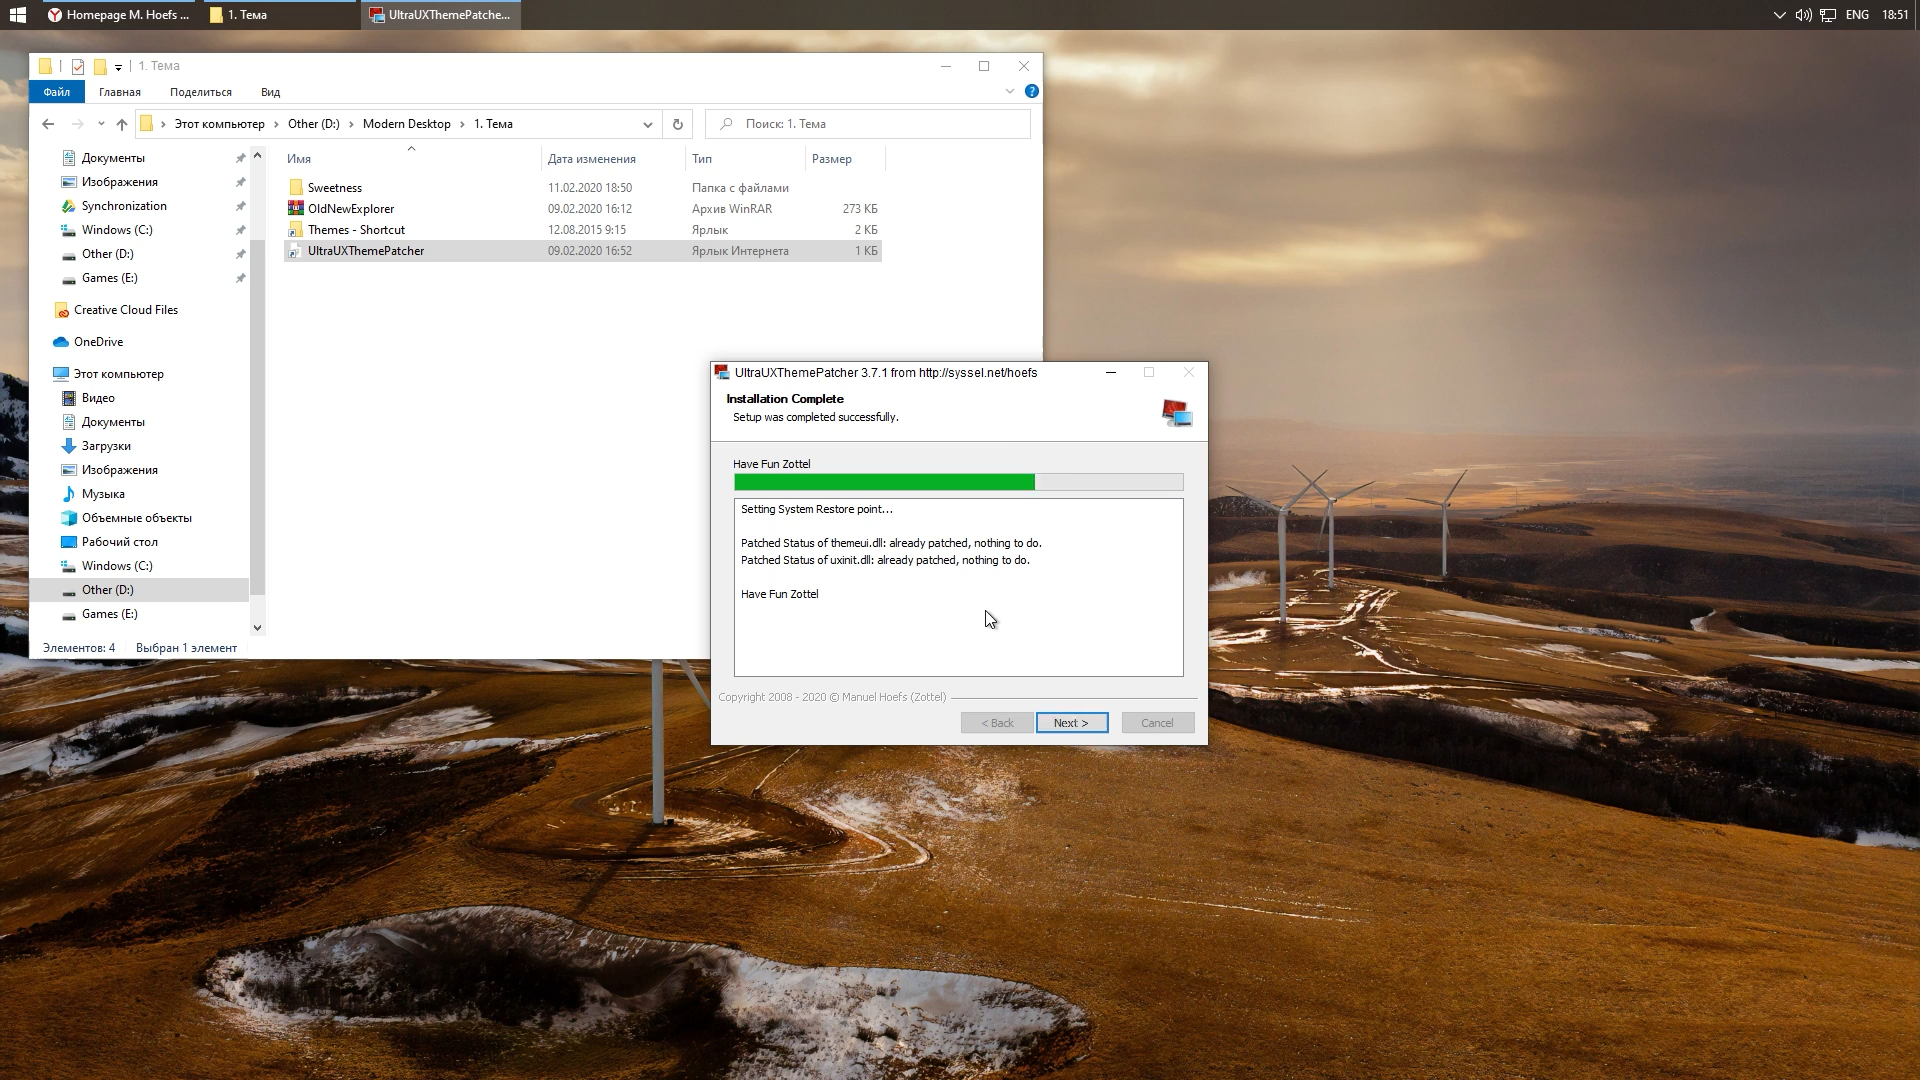 Homepage M. Hoefs ...
1. Тема
UltraUXThemePatche...
ENG
18:51
1. Тема
Файл
Главная
Поделиться
Вид
Этот компьютер
Other (D:)
Modern Desktop
1. Тема
Поиск: 1. Тема
Имя
Дата изменения
Тип
Размер
Sweetness
11.02.2020 18:50
Папка с файлами
OldNewExplorer
09.02.2020 16:12
Архив WinRAR
273 КБ
Themes - Shortcut
12.08.2015 9:15
Ярлык
2 КБ
UltraUXThemePatcher
09.02.2020 16:52
Ярлык Интернета
1 КБ
Документы
Изображения
Synchronization
Windows (C:)
Other (D:)
Games (E:)
Creative Cloud Files
OneDrive
Этот компьютер
Видео
Документы
Загрузки
Изображения
Музыка
Объемные объекты
Рабочий стол
Windows (C:)
Other (D:)
Games (E:)
Элементов: 4
Выбран 1 элемент
UltraUXThemePatcher 3.7.1 from http://syssel.net/hoefs
Installation Complete
Setup was completed successfully.
Have Fun Zottel
Setting System Restore point...
Patched Status of themeui.dll: already patched, nothing to do.
Patched Status of uxinit.dll: already patched, nothing to do.
Have Fun Zottel
Copyright 2008 - 2020 © Manuel Hoefs (Zottel)
< Back
Next >
Cancel